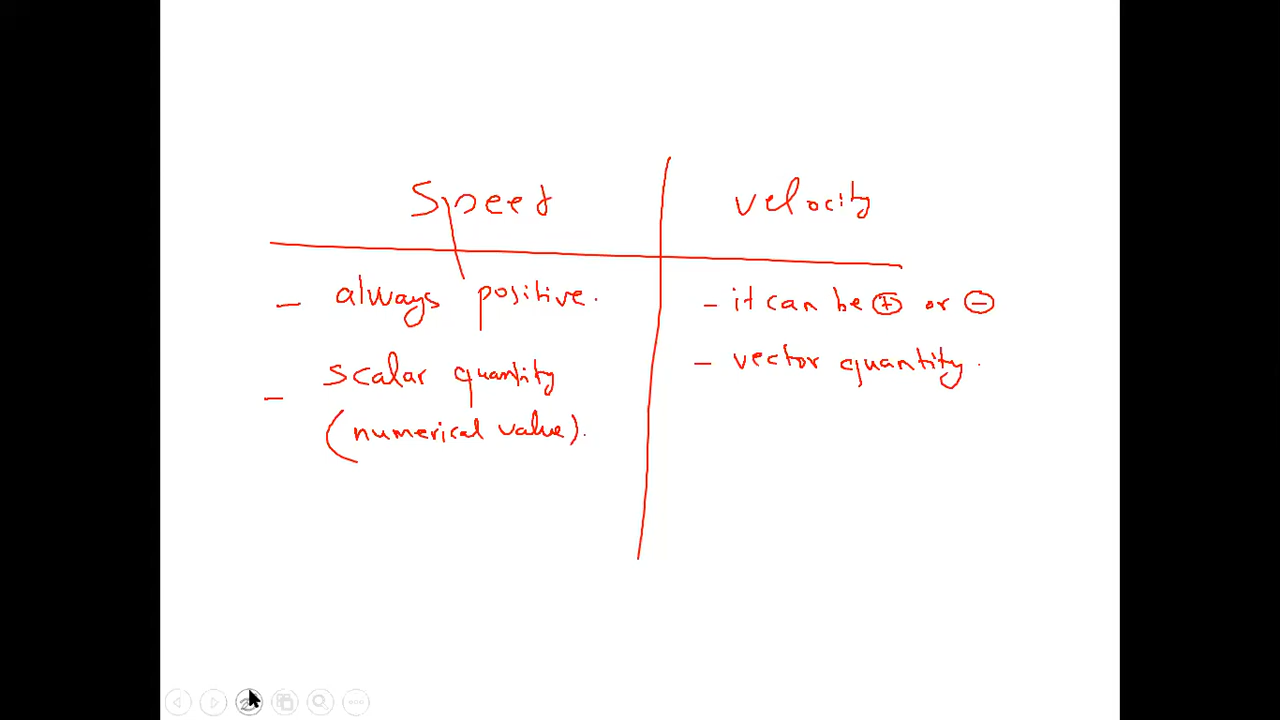 Speed
velocity
- always positive.
- scalar quantity
(numerical value).
- it can be ⊕ or ⊖
- vector quantity.